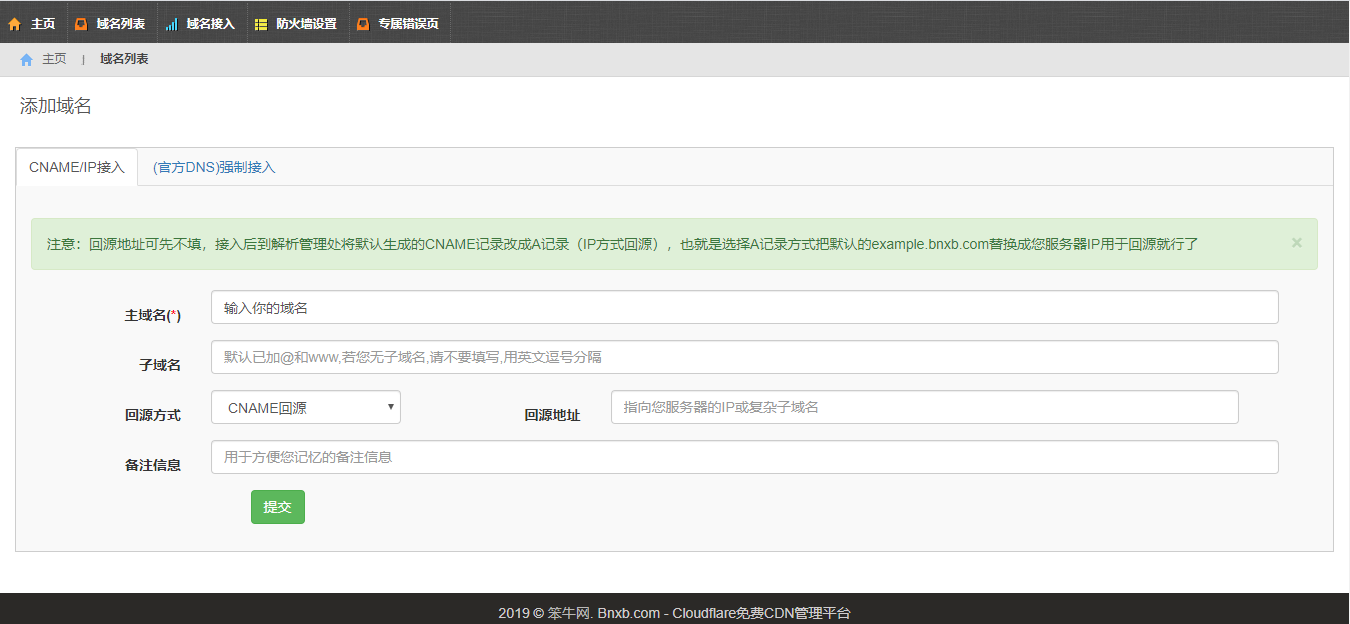 主页 域名列表 域名接入 防火墙设置 专属错误页
主页 | 域名列表
添加域名
CNAME/IP接入 (官方DNS)强制接入
注意：回源地址可先不填，接入后到解析管理处将默认生成的CNAME记录改成A记录（IP方式回源），也就是选择A记录方式把默认的example.bnxb.com替换成您服务器IP用于回源就行了 ×
主域名(*) 输入你的域名
子域名 默认已加@和www,若您无子域名,请不要填写,用英文逗号分隔
回源方式 CNAME回源 回源地址 指向您服务器的IP或复杂子域名
备注信息 用于方便您记忆的备注信息
提交
2019 © 笨牛网. Bnxb.com - Cloudflare免费CDN管理平台